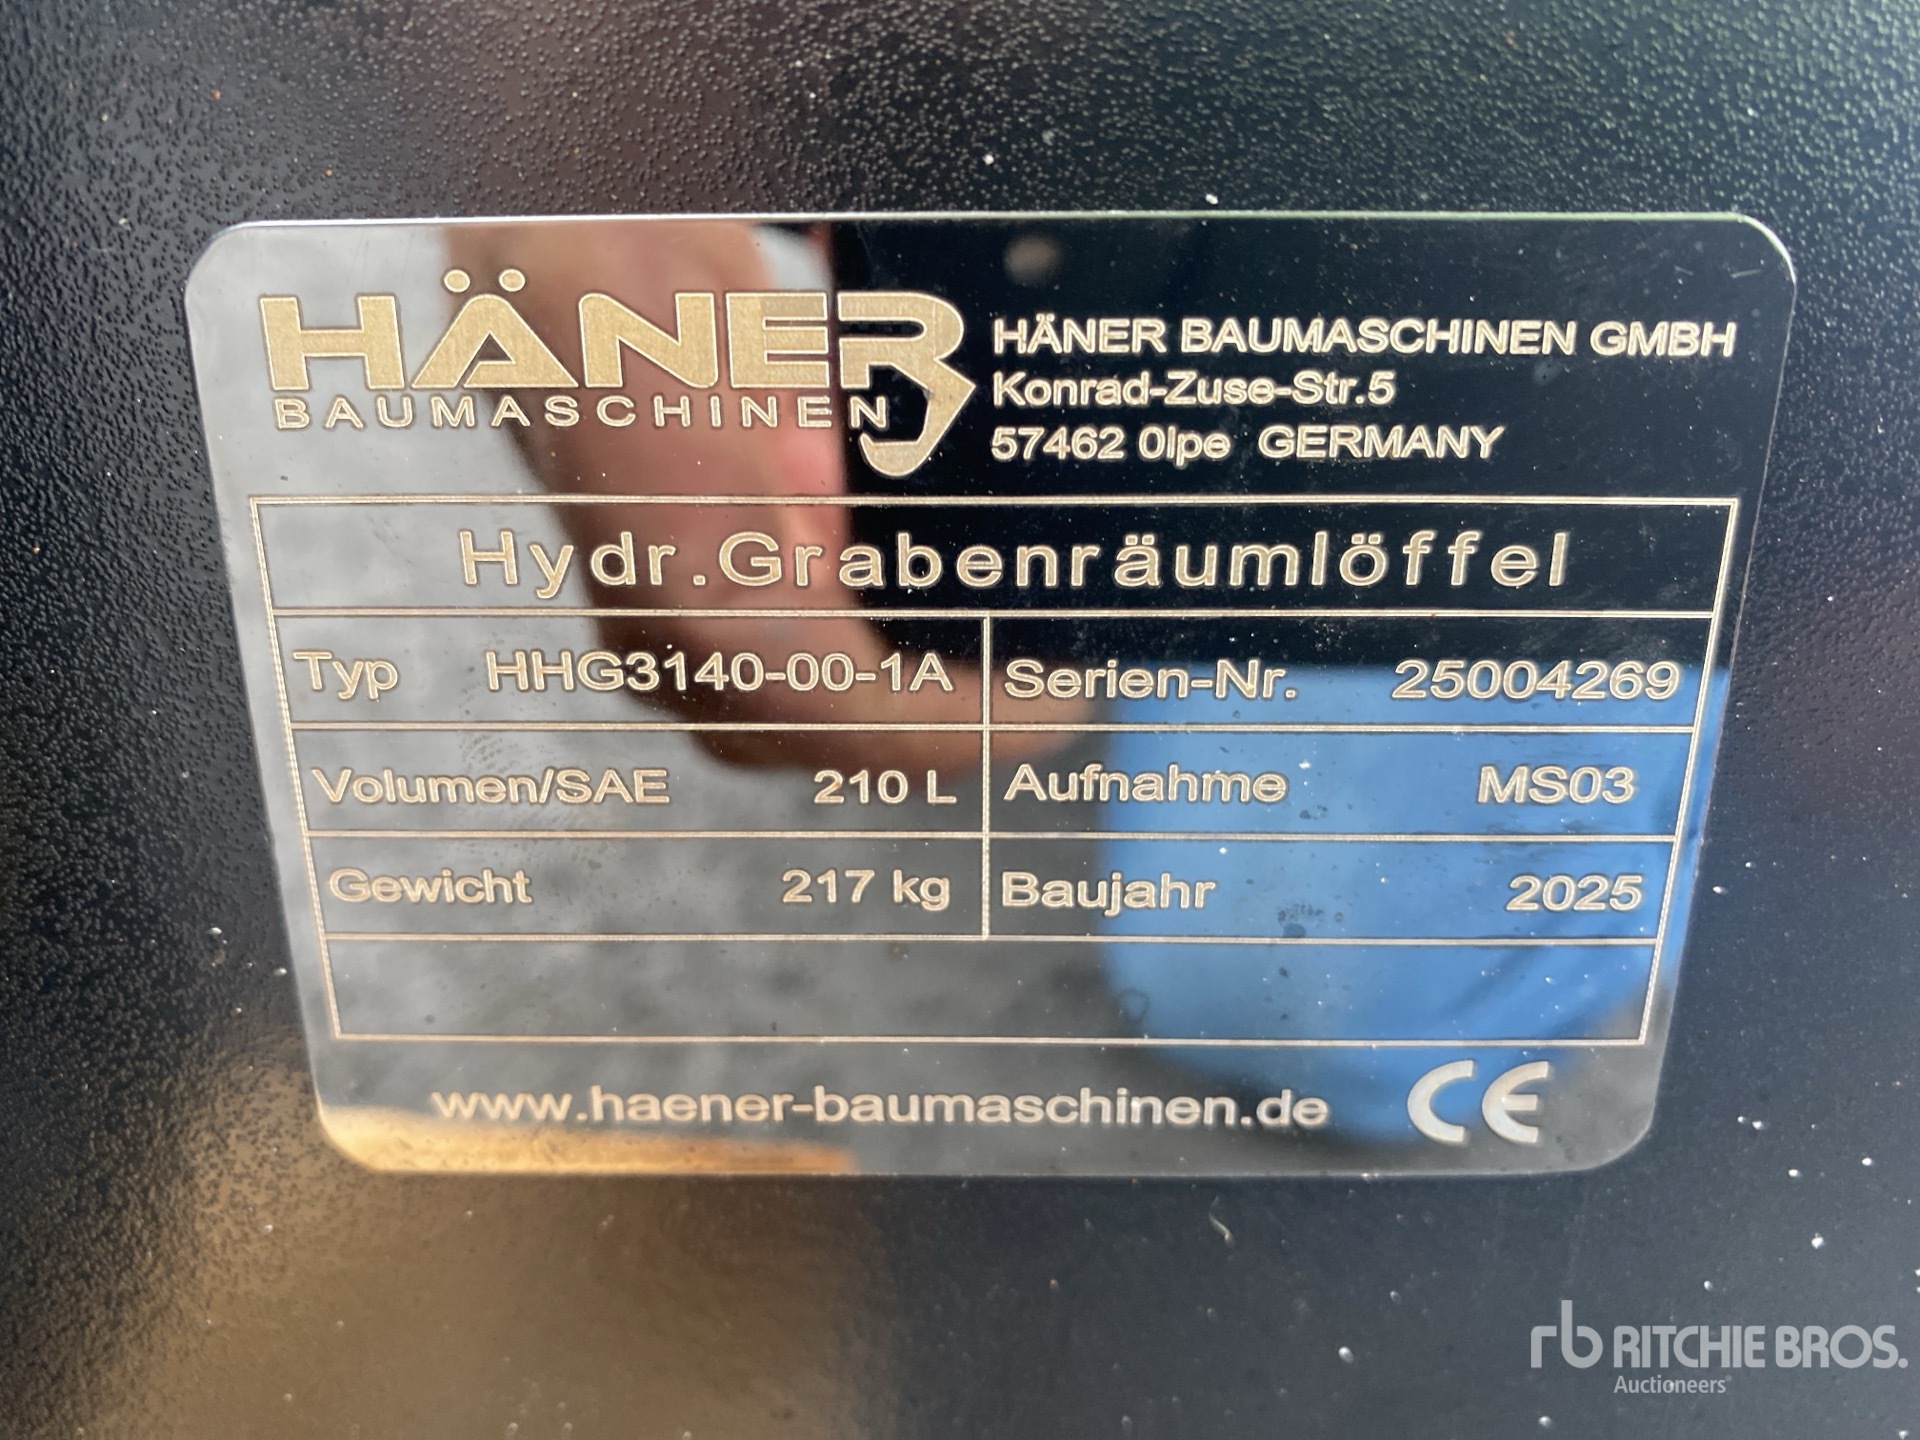 HÄNER
BAUMASCHINEN
HÄNER BAUMASCHINEN GMBH
Konrad-Zuse-Str.5
57462 Olpe GERMANY
Hydr.Grabenräumlöffel
Typ HHG3140-00-1A Serien-Nr. 25004269
Volumen/SAE 210 L Aufnahme MS03
Gewicht 217 kg Baujahr 2025
www.haener-baumaschinen.de CE
rb RITCHIE BROS.
Auctioneers